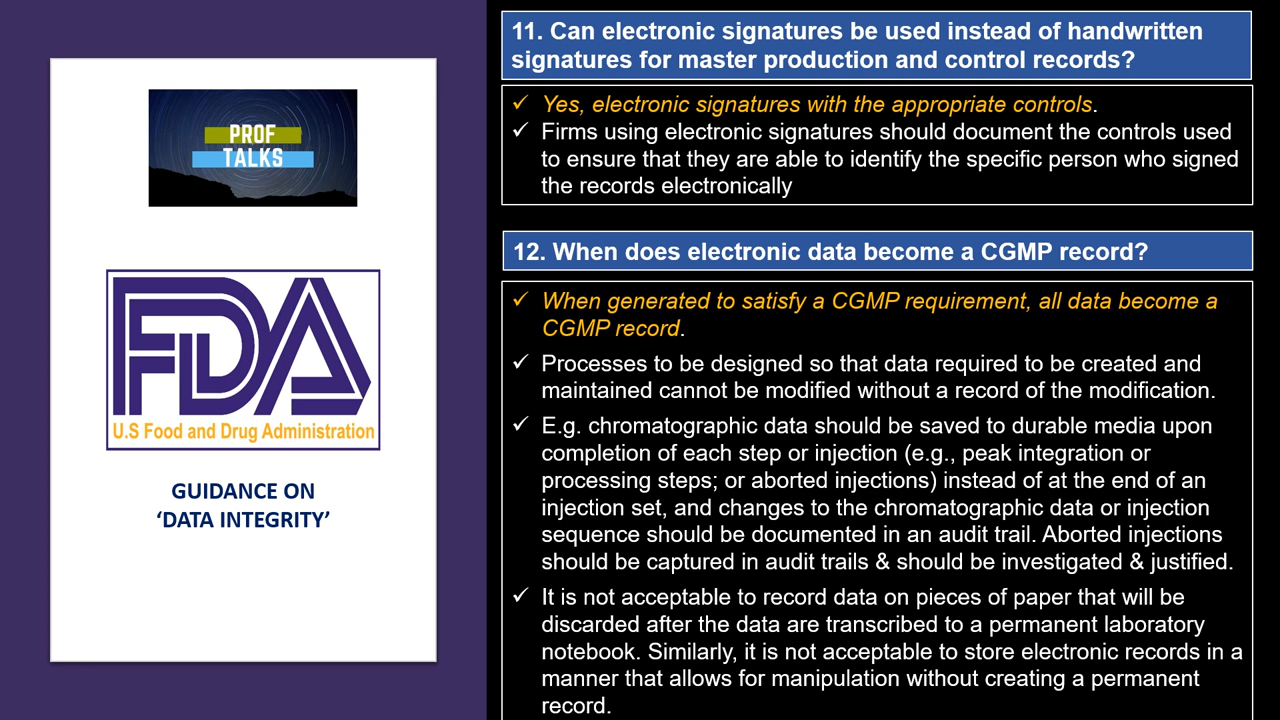 PROF
TALKS
FDA
U.S Food and Drug Administration
GUIDANCE ON
‘DATA INTEGRITY’
11. Can electronic signatures be used instead of handwritten
signatures for master production and control records?
✓ Yes, electronic signatures with the appropriate controls.
✓ Firms using electronic signatures should document the controls used
to ensure that they are able to identify the specific person who signed
the records electronically
12. When does electronic data become a CGMP record?
✓ When generated to satisfy a CGMP requirement, all data become a
CGMP record.
✓ Processes to be designed so that data required to be created and
maintained cannot be modified without a record of the modification.
✓ E.g. chromatographic data should be saved to durable media upon
completion of each step or injection (e.g., peak integration or
processing steps; or aborted injections) instead of at the end of an
injection set, and changes to the chromatographic data or injection
sequence should be documented in an audit trail. Aborted injections
should be captured in audit trails & should be investigated & justified.
✓ It is not acceptable to record data on pieces of paper that will be
discarded after the data are transcribed to a permanent laboratory
notebook. Similarly, it is not acceptable to store electronic records in a
manner that allows for manipulation without creating a permanent
record.